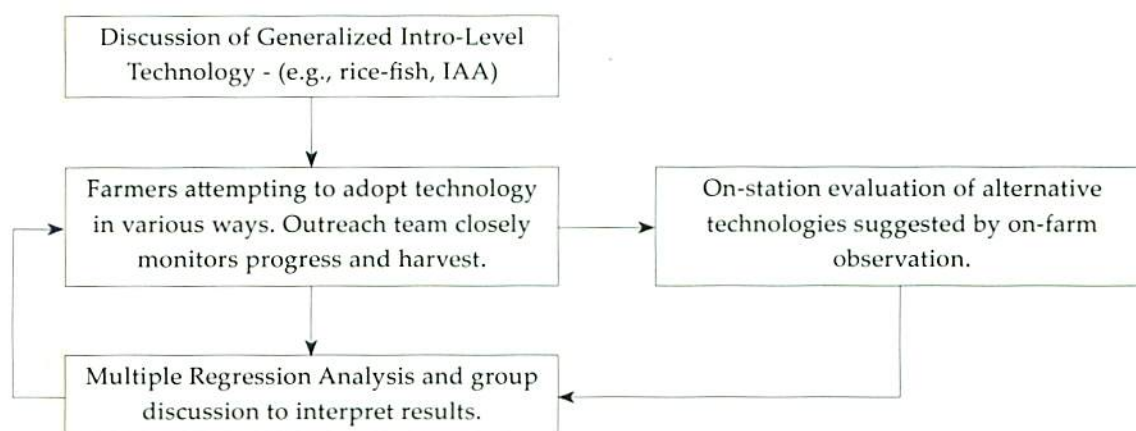 Discussion of Generalized Intro-Level
Technology - (e.g., rice-fish, IAA)
Farmers attempting to adopt technology
in various ways. Outreach team closely
monitors progress and harvest.
On-station evaluation of alternative
technologies suggested by on-farm
observation.
Multiple Regression Analysis and group
discussion to interpret results.